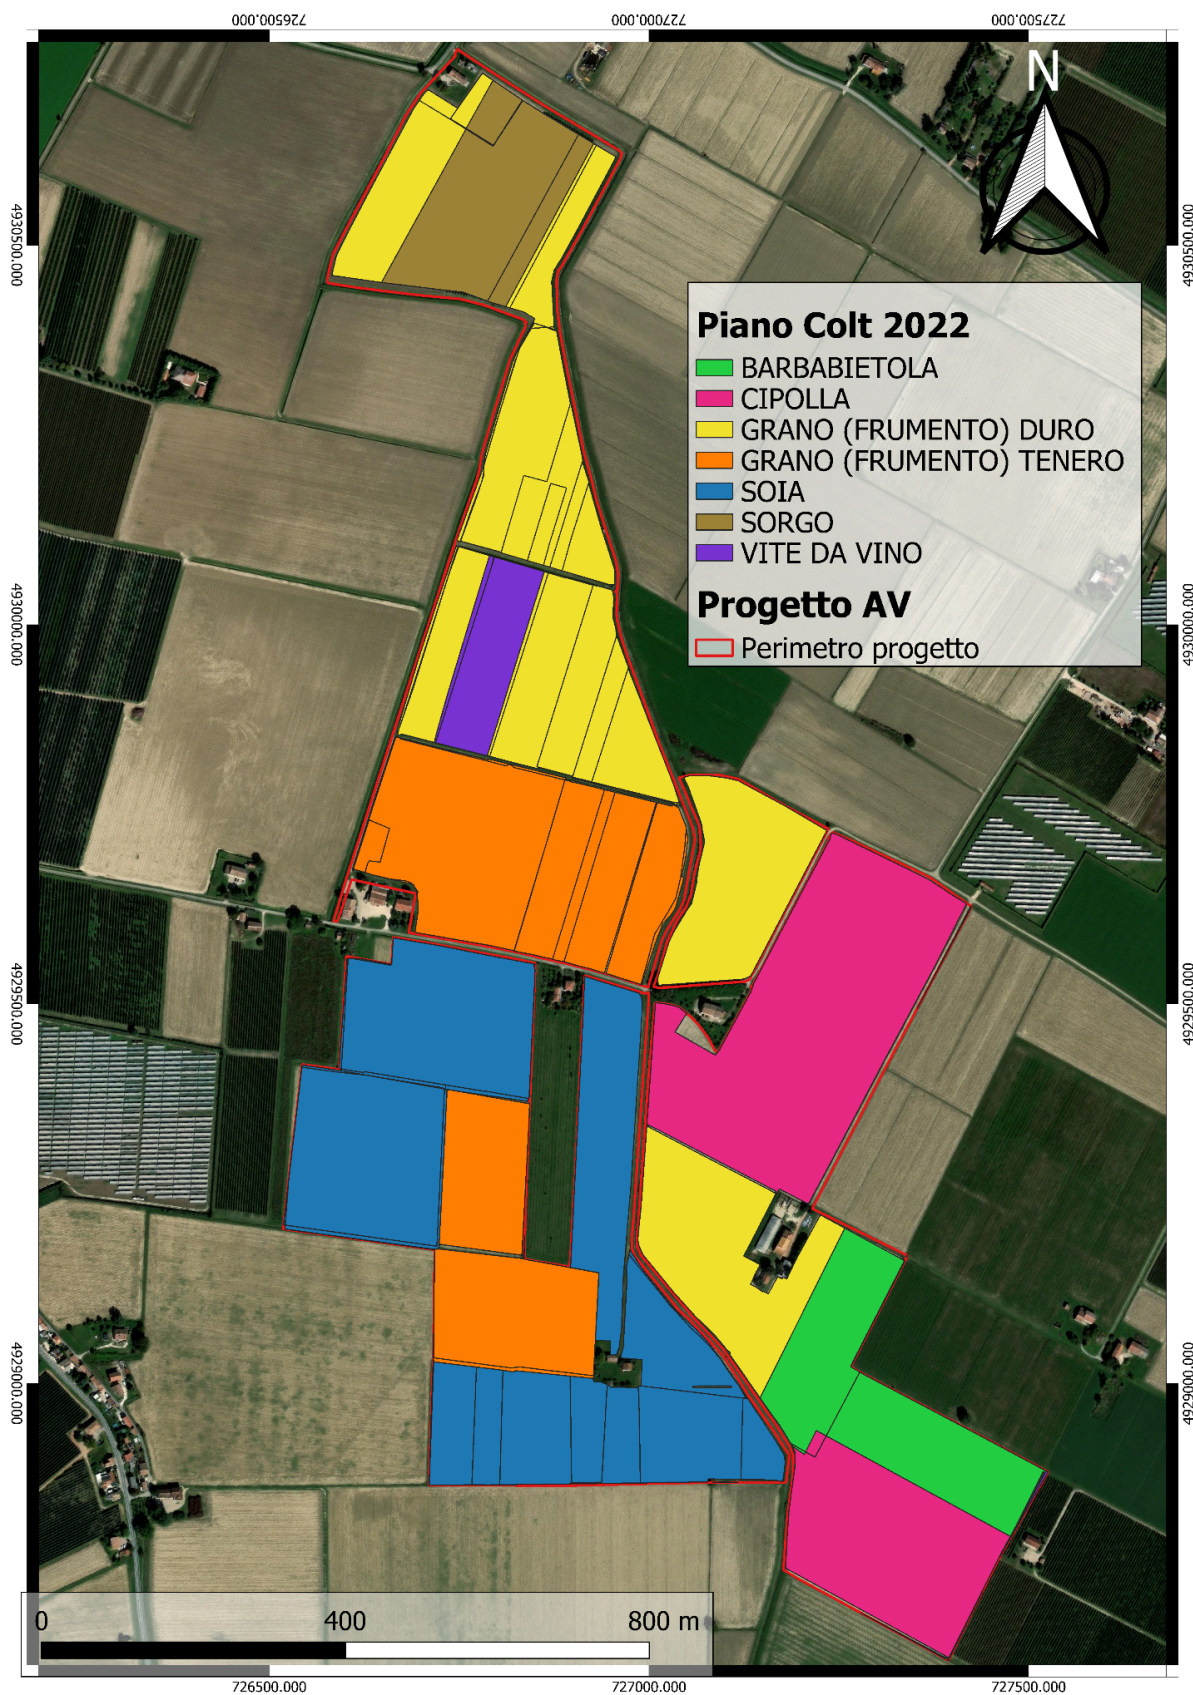 726500.000 727000.000 727500.000
N
4930500.000 4930500.000
Piano Colt 2022
BARBABIETOLA
CIPOLLA
GRANO (FRUMENTO) DURO
GRANO (FRUMENTO) TENERO
SOIA
SORGO
VITE DA VINO
Progetto AV
Perimetro progetto
4930000.000 4930000.000
4929500.000 4929500.000
4929000.000 4929000.000
0 400 800 m
726500.000 727000.000 727500.000